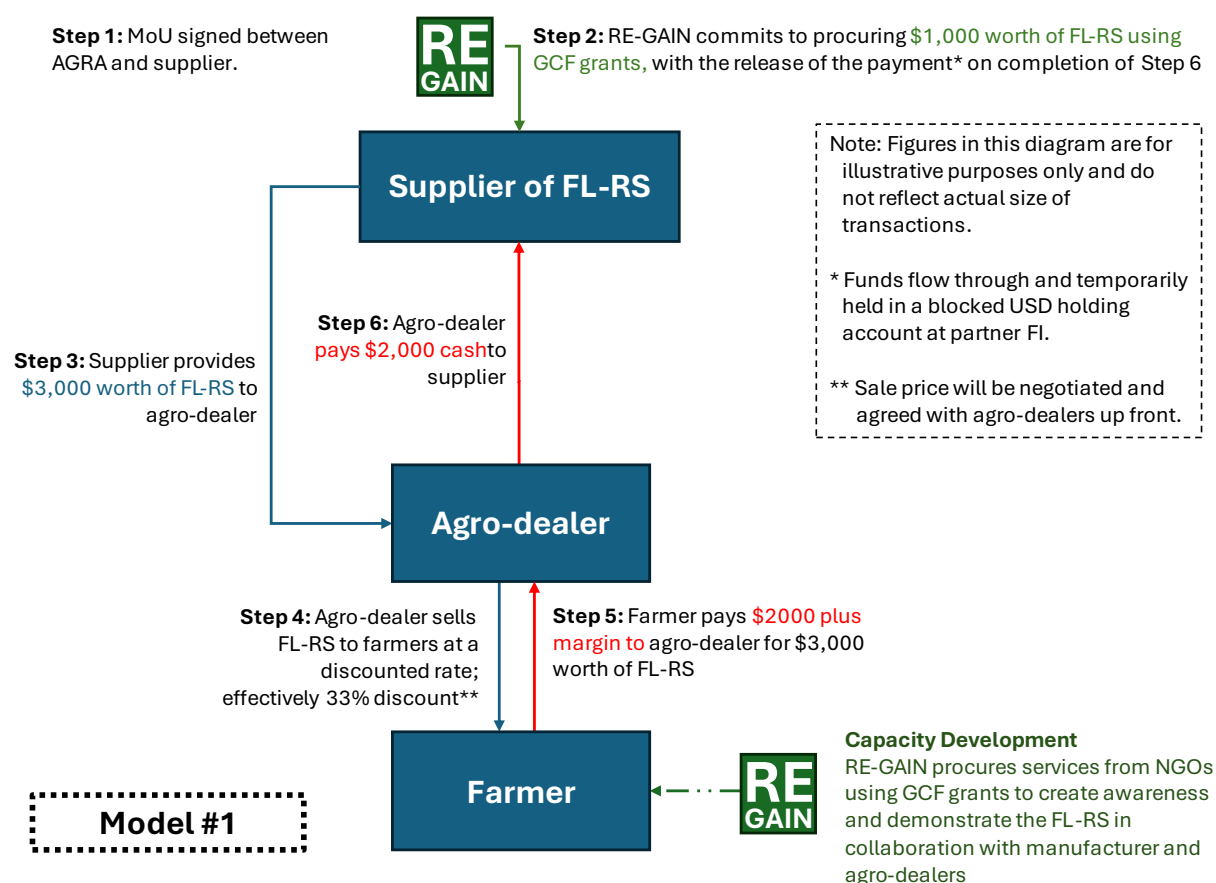 Step 1: MoU signed between
AGRA and supplier.
RE
GAIN
Step 2: RE-GAIN commits to procuring $1,000 worth of FL-RS using
GCF grants, with the release of the payment* on completion of Step 6
Note: Figures in this diagram are for
illustrative purposes only and do
not reflect actual size of
transactions.
* Funds flow through and temporarily
held in a blocked USD holding
account at partner FI.
** Sale price will be negotiated and
agreed with agro-dealers up front.
Supplier of FL-RS
Step 6: Agro-dealer
pays $2,000 cashto
supplier
Step 3: Supplier provides
$3,000 worth of FL-RS to
agro-dealer
Agro-dealer
Step 4: Agro-dealer sells
FL-RS to farmers at a
discounted rate;
effectively 33% discount**
Step 5: Farmer pays $2000 plus
margin to agro-dealer for $3,000
worth of FL-RS
Farmer
RE
GAIN
Capacity Development
RE-GAIN procures services from NGOs
using GCF grants to create awareness
and demonstrate the FL-RS in
collaboration with manufacturer and
agro-dealers
Model #1